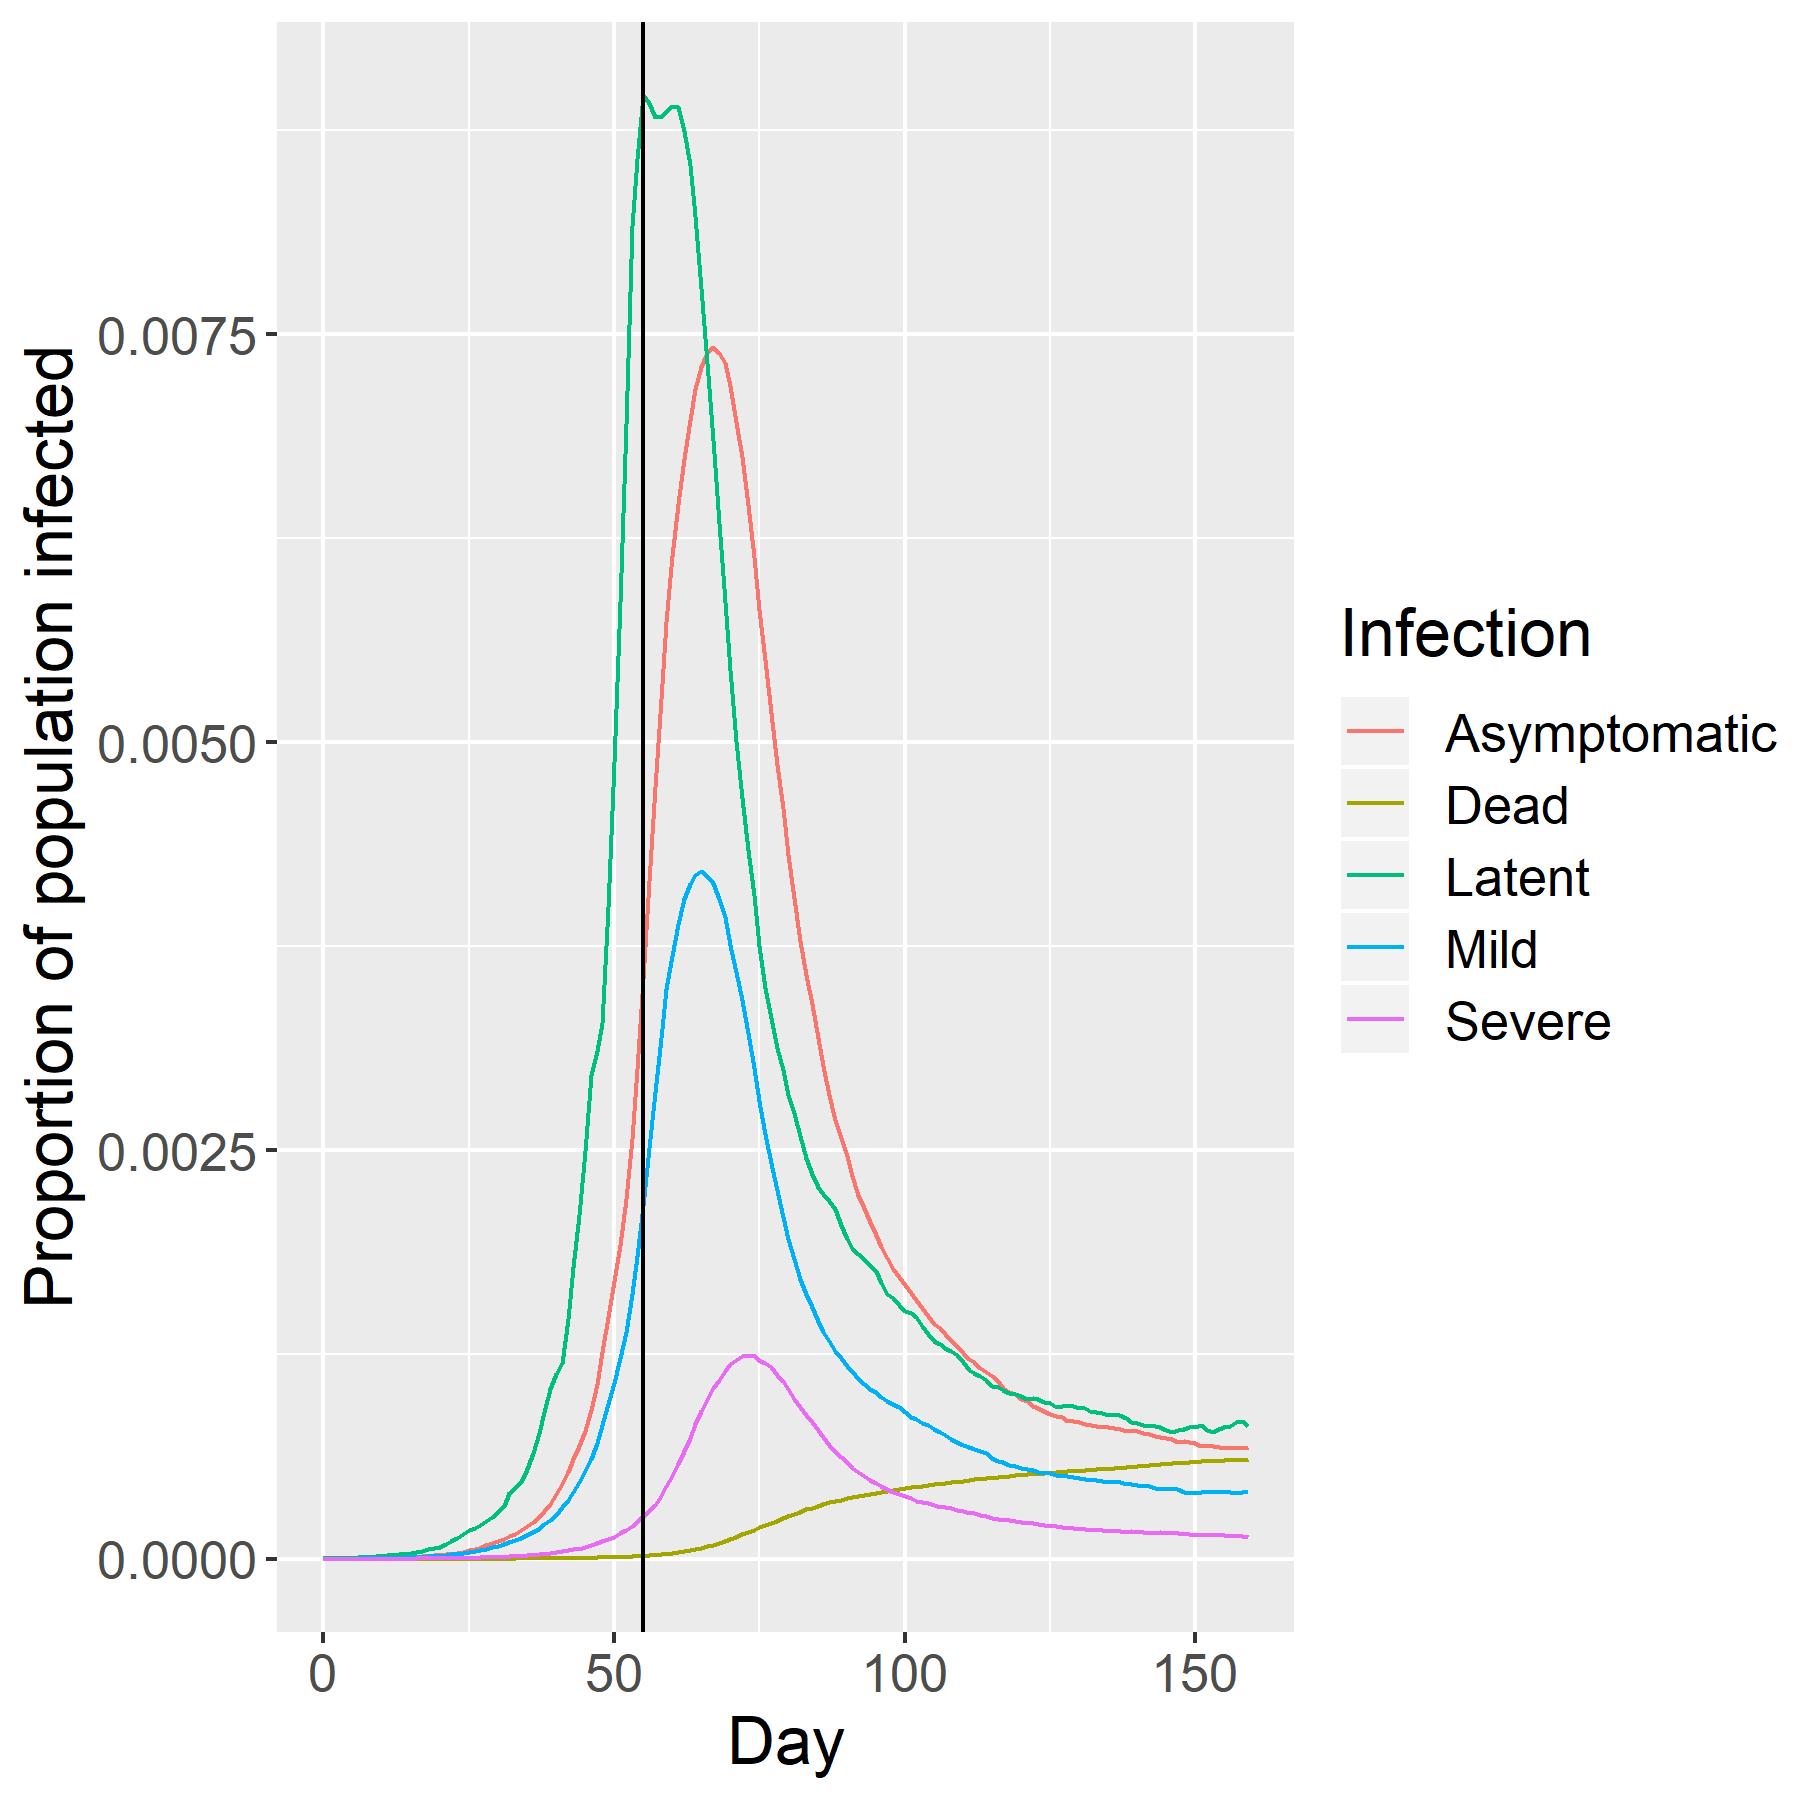 Proportion of population infected
0.0075
0.0050
0.0025
0.0000
0
50
100
150
Day
Infection
Asymptomatic
Dead
Latent
Mild
Severe